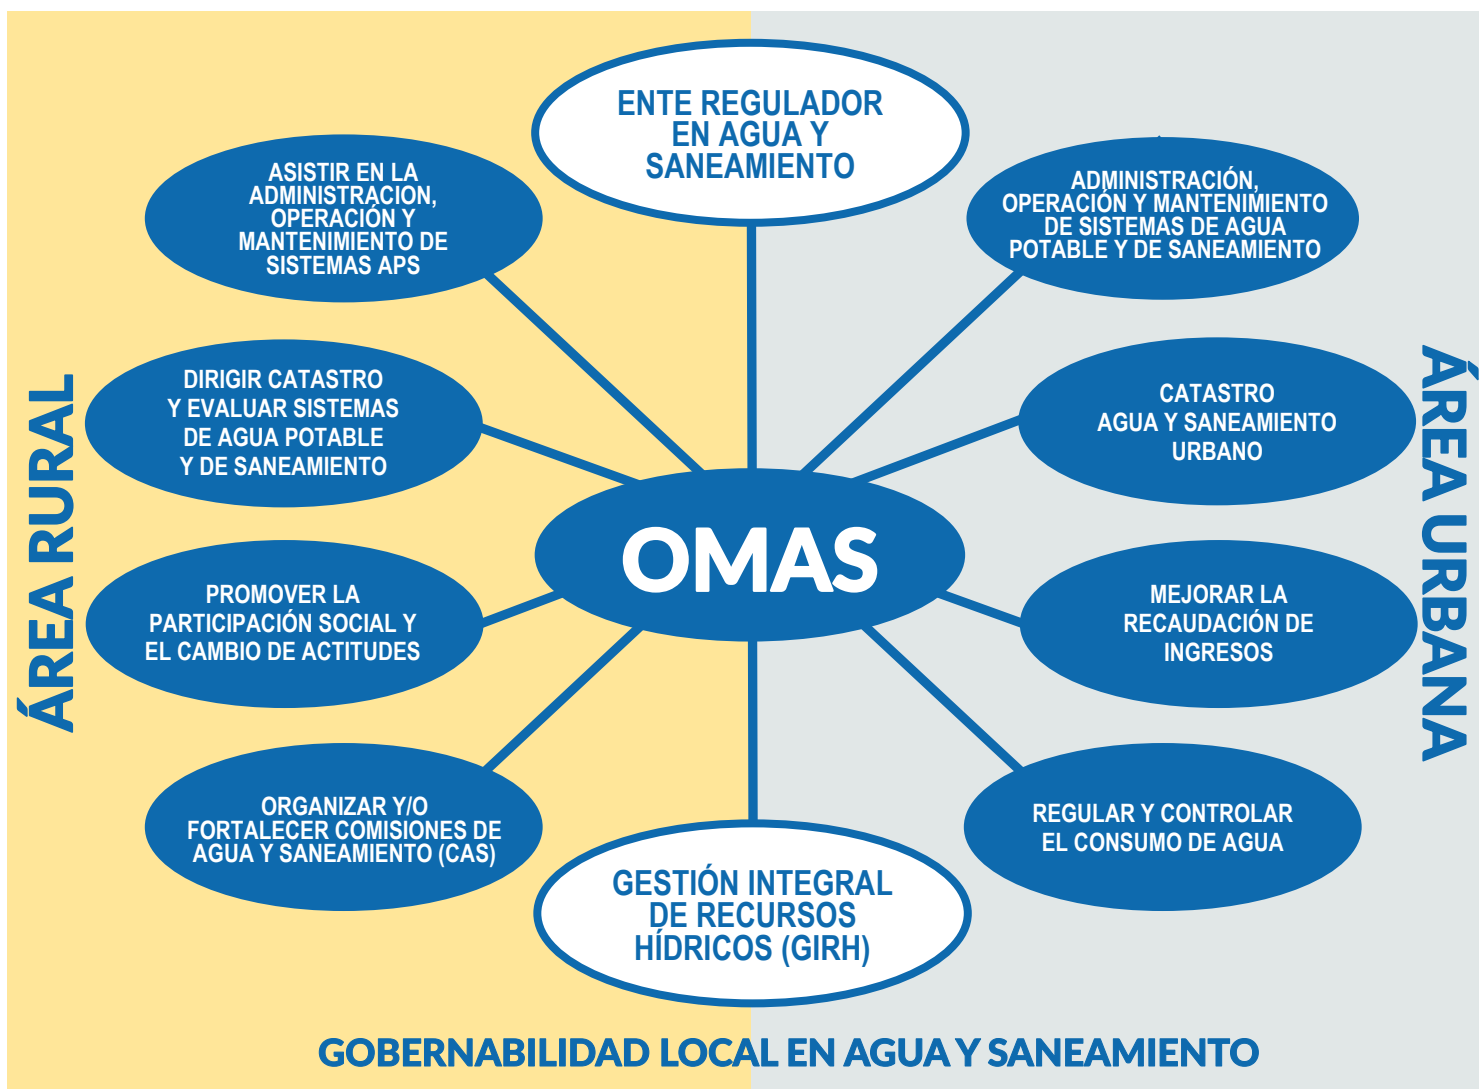 ENTE REGULADOR
EN AGUA Y
SANEAMIENTO
ASISTIR EN LA
ADMINISTRACION,
OPERACIÓN Y
MANTENIMIENTO DE
SISTEMAS APS
ADMINISTRACIÓN,
OPERACIÓN Y MANTENIMIENTO
DE SISTEMAS DE AGUA
POTABLE Y DE SANEAMIENTO
ÁREA RURAL
DIRIGIR CATASTRO
Y EVALUAR SISTEMAS
DE AGUA POTABLE
Y DE SANEAMIENTO
CATASTRO
AGUA Y SANEAMIENTO
URBANO
ÁREA URBANA
OMAS
PROMOVER LA
PARTICIPACIÓN SOCIAL Y
EL CAMBIO DE ACTITUDES
MEJORAR LA
RECAUDACIÓN DE
INGRESOS
ORGANIZAR Y/O
FORTALECER COMISIONES DE
AGUA Y SANEAMIENTO (CAS)
REGULAR Y CONTROLAR
EL CONSUMO DE AGUA
GESTIÓN INTEGRAL
DE RECURSOS
HÍDRICOS (GIRH)
GOBERNABILIDAD LOCAL EN AGUA Y SANEAMIENTO